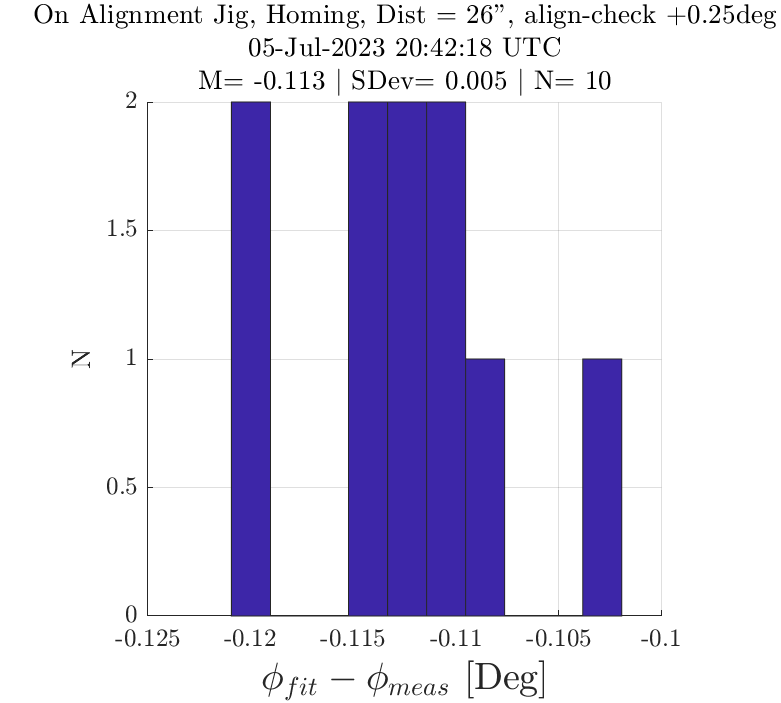 On Alignment Jig, Homing, Dist = 26”, align-check +0.25deg
05-Jul-2023 20:42:18 UTC
M= -0.113 | SDev= 0.005 | N= 10
2
1.5
1
0.5
0
N
-0.125 -0.12 -0.115 -0.11 -0.105 -0.1
ϕfit − ϕmeas [Deg]